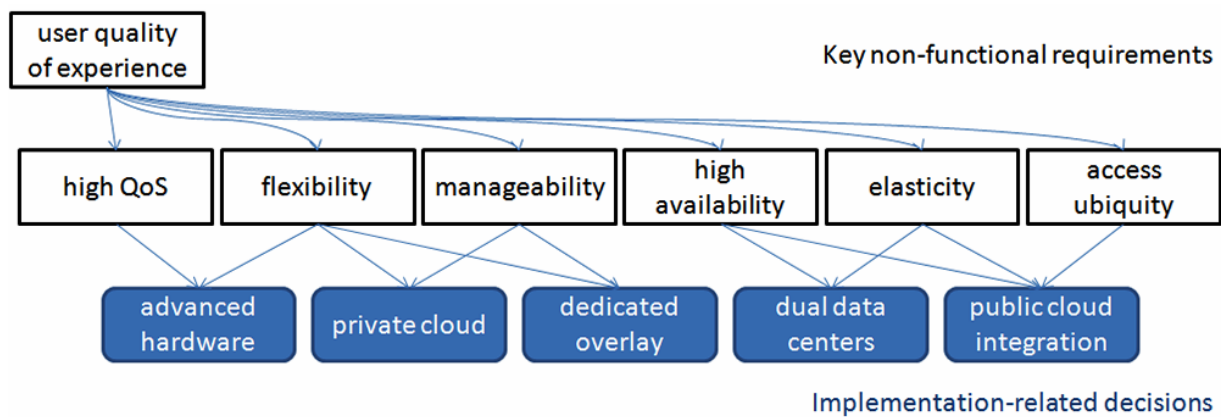 user quality
of experience
Key non-functional requirements
high QoS
flexibility
manageability
high
availability
elasticity
access
ubiquity
advanced
hardware
private cloud
dedicated
overlay
dual data
centers
public cloud
integration
Implementation-related decisions